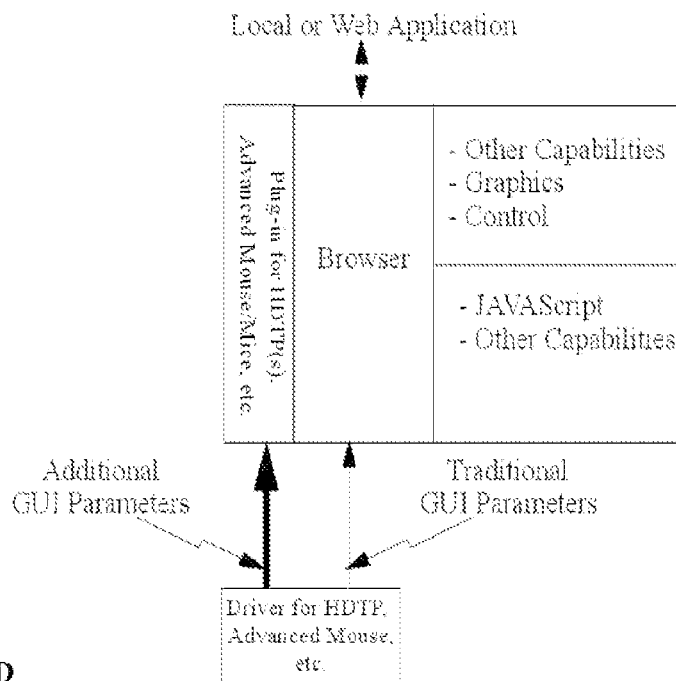 Local or Web Application
Plug-in for HDTP(s),
Advanced Mouse/Mice, etc.
Browser
- Other Capabilities
- Graphics
- Control
- JAVAScript
- Other Capabilities
Additional
GUI Parameters
Traditional
GUI Parameters
Driver for HDTP,
Advanced Mouse,
etc.